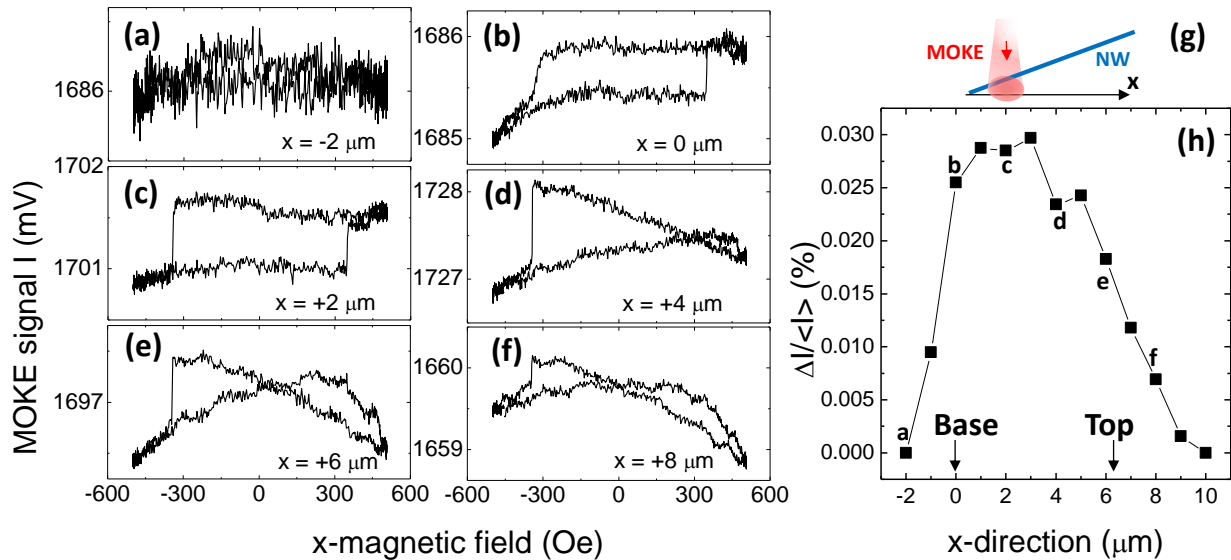 (a)
1686
x = -2 μm
(b)
1686
1685
x = 0 μm
1702
(c)
1701
x = +2 μm
(d)
1728
1727
x = +4 μm
(e)
1697
x = +6 μm
(f)
1660
1659
x = +8 μm
MOKE signal I (mV)
-600 -300 0 300 600
-300 0 300 600
x-magnetic field (Oe)
(g)
MOKE
NW
x
(h)
0.030
0.025
0.020
0.015
0.010
0.005
0.000
ΔI/<I> (%)
a
b
c
d
e
f
Base
Top
-2 0 2 4 6 8 10
x-direction (μm)